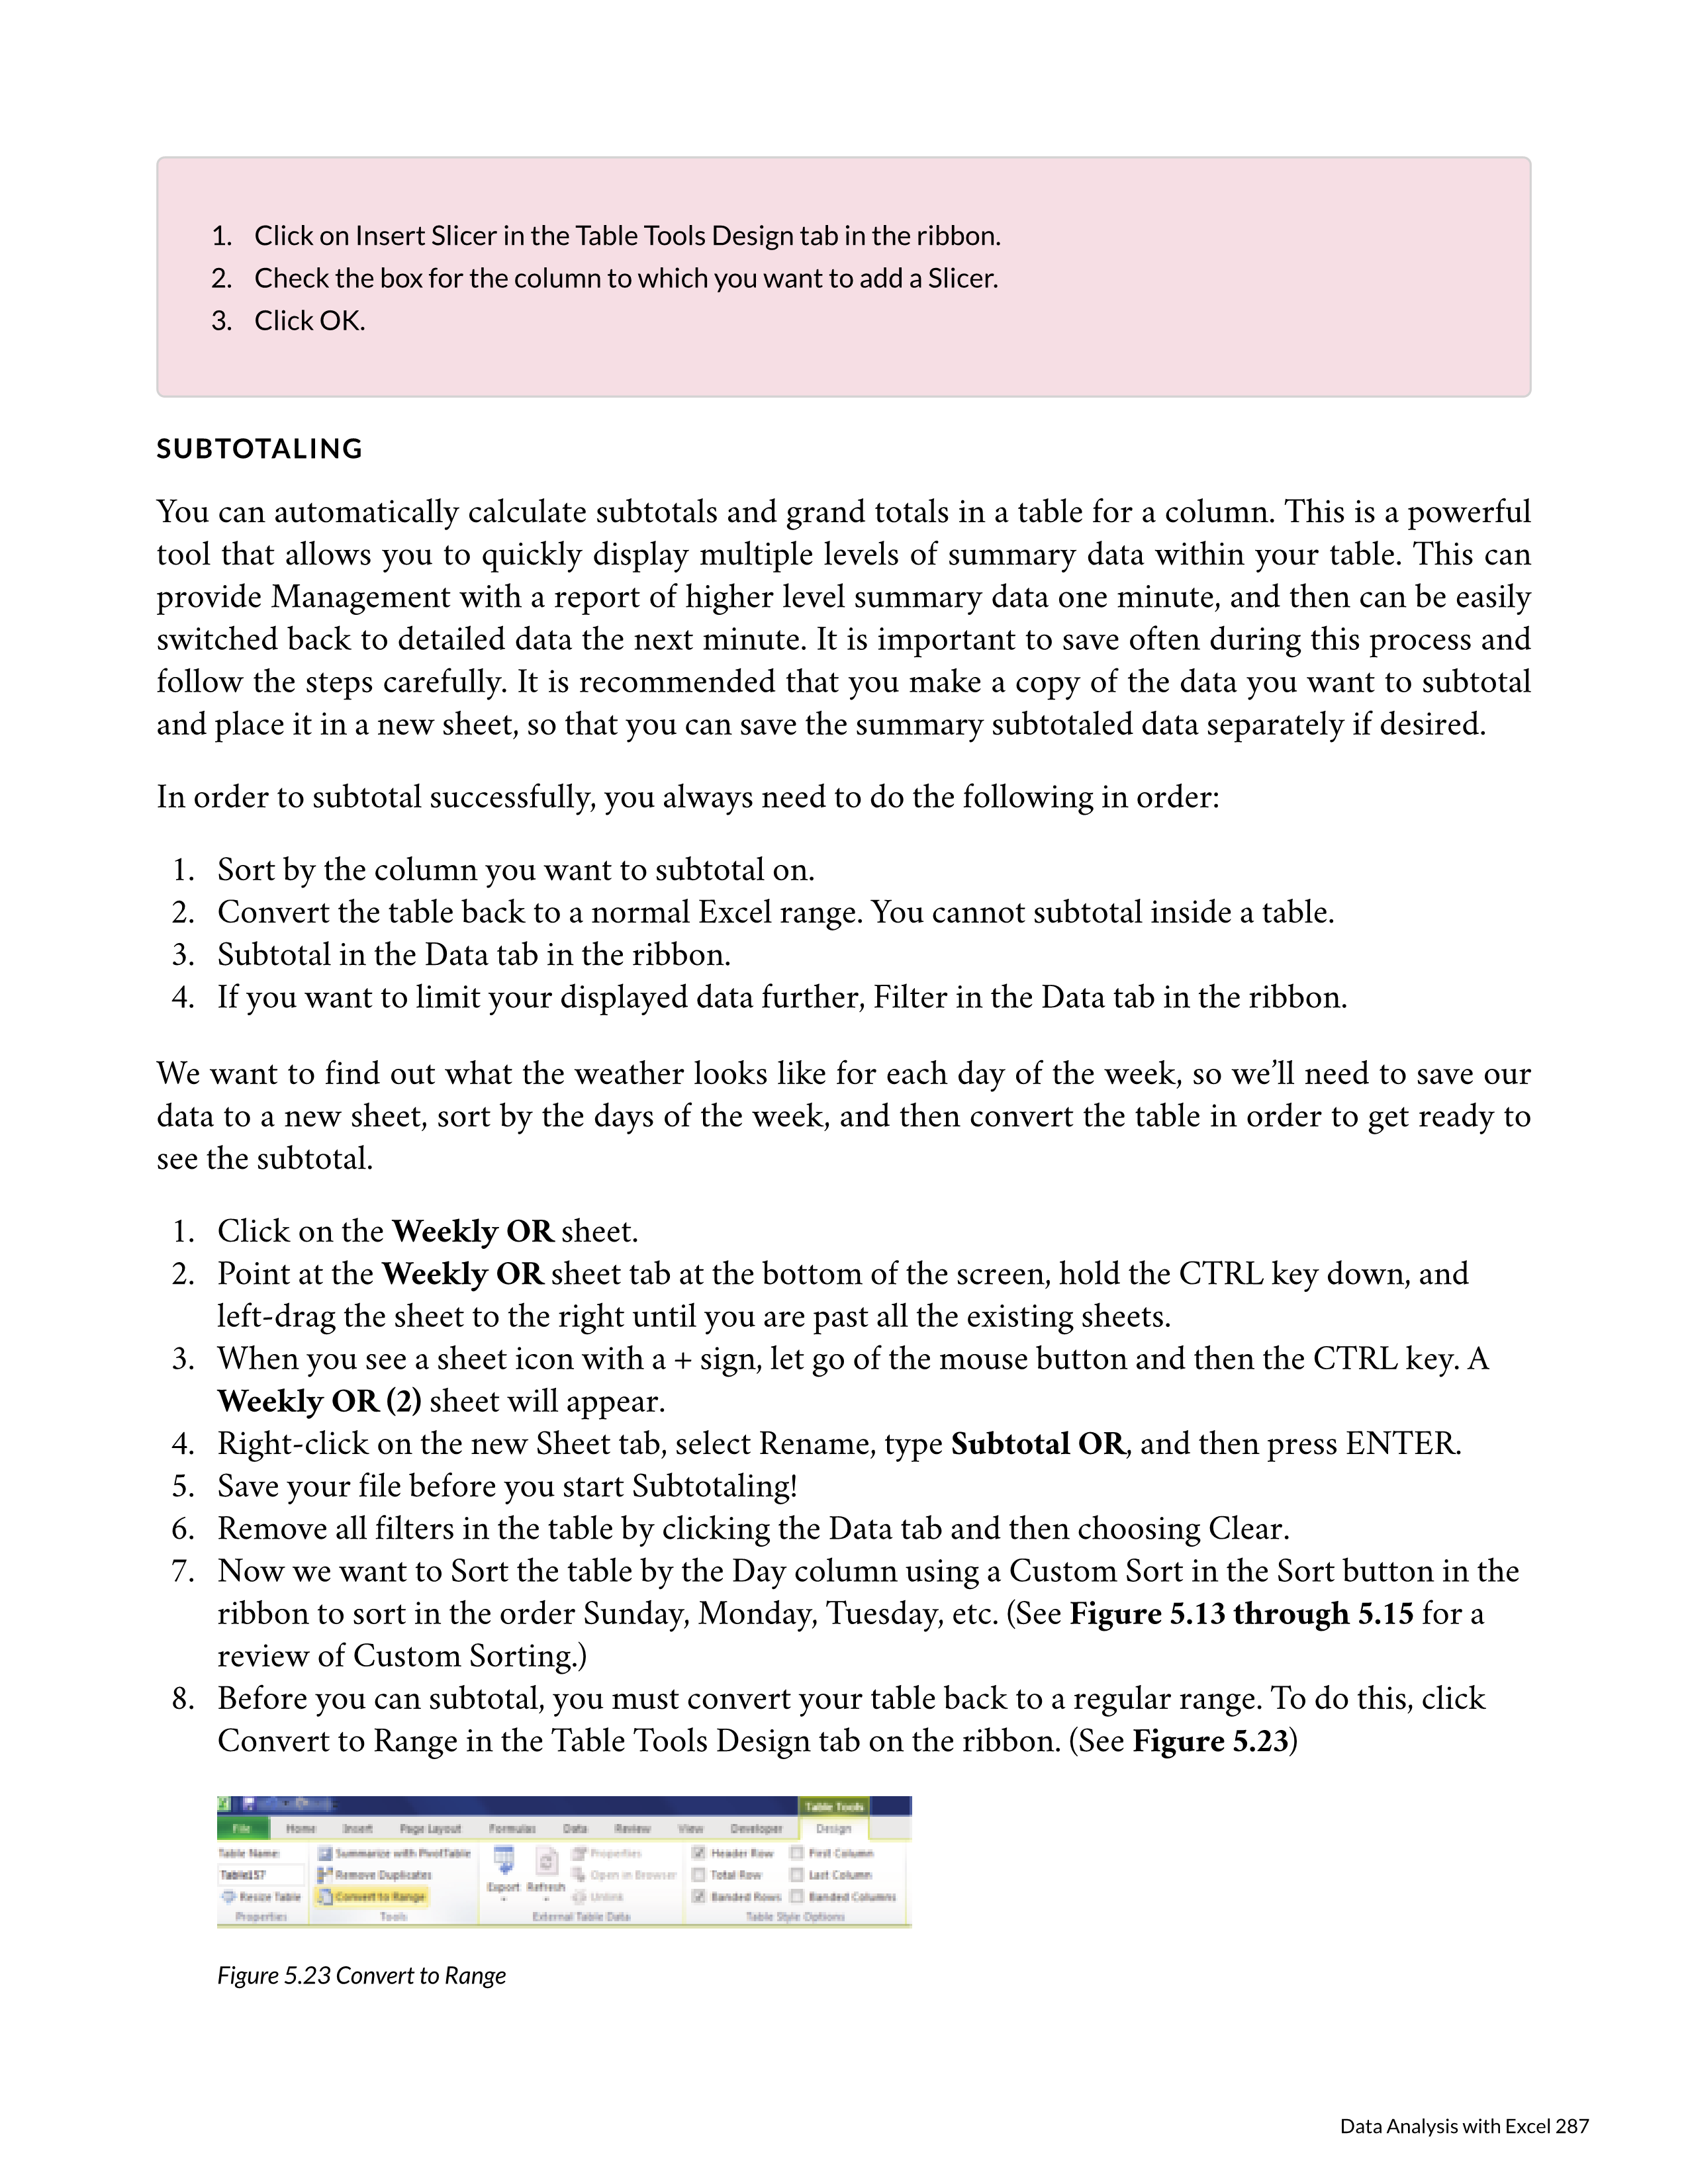 1. Click on Insert Slicer in the Table Tools Design tab in the ribbon.
2. Check the box for the column to which you want to add a Slicer.
3. Click OK.
SUBTOTALING
You can automatically calculate subtotals and grand totals in a table for a column. This is a powerful
tool that allows you to quickly display multiple levels of summary data within your table. This can
provide Management with a report of higher level summary data one minute, and then can be easily
switched back to detailed data the next minute. It is important to save often during this process and
follow the steps carefully. It is recommended that you make a copy of the data you want to subtotal
and place it in a new sheet, so that you can save the summary subtotaled data separately if desired.
In order to subtotal successfully, you always need to do the following in order:
1. Sort by the column you want to subtotal on.
2. Convert the table back to a normal Excel range. You cannot subtotal inside a table.
3. Subtotal in the Data tab in the ribbon.
4. If you want to limit your displayed data further, Filter in the Data tab in the ribbon.
We want to find out what the weather looks like for each day of the week, so we’ll need to save our
data to a new sheet, sort by the days of the week, and then convert the table in order to get ready to
see the subtotal.
1. Click on the Weekly OR sheet.
2. Point at the Weekly OR sheet tab at the bottom of the screen, hold the CTRL key down, and
left-drag the sheet to the right until you are past all the existing sheets.
3. When you see a sheet icon with a + sign, let go of the mouse button and then the CTRL key. A
Weekly OR (2) sheet will appear.
4. Right-click on the new Sheet tab, select Rename, type Subtotal OR, and then press ENTER.
5. Save your file before you start Subtotaling!
6. Remove all filters in the table by clicking the Data tab and then choosing Clear.
7. Now we want to Sort the table by the Day column using a Custom Sort in the Sort button in the
ribbon to sort in the order Sunday, Monday, Tuesday, etc. (See Figure 5.13 through 5.15 for a
review of Custom Sorting.)
8. Before you can subtotal, you must convert your table back to a regular range. To do this, click
Convert to Range in the Table Tools Design tab on the ribbon. (See Figure 5.23)
Table Tools
File Home Insert Page Layout Formulas Data Review View Developer Design
Table Name: Summarize with PivotTable Properties Header Row First Column
Table157 Remove Duplicates Export Refresh Open in Browser Total Row Last Column
Resize Table Convert to Range Unlink Banded Rows Banded Columns
Properties Tools External Table Data Table Style Options
Figure 5.23 Convert to Range
Data Analysis with Excel 287